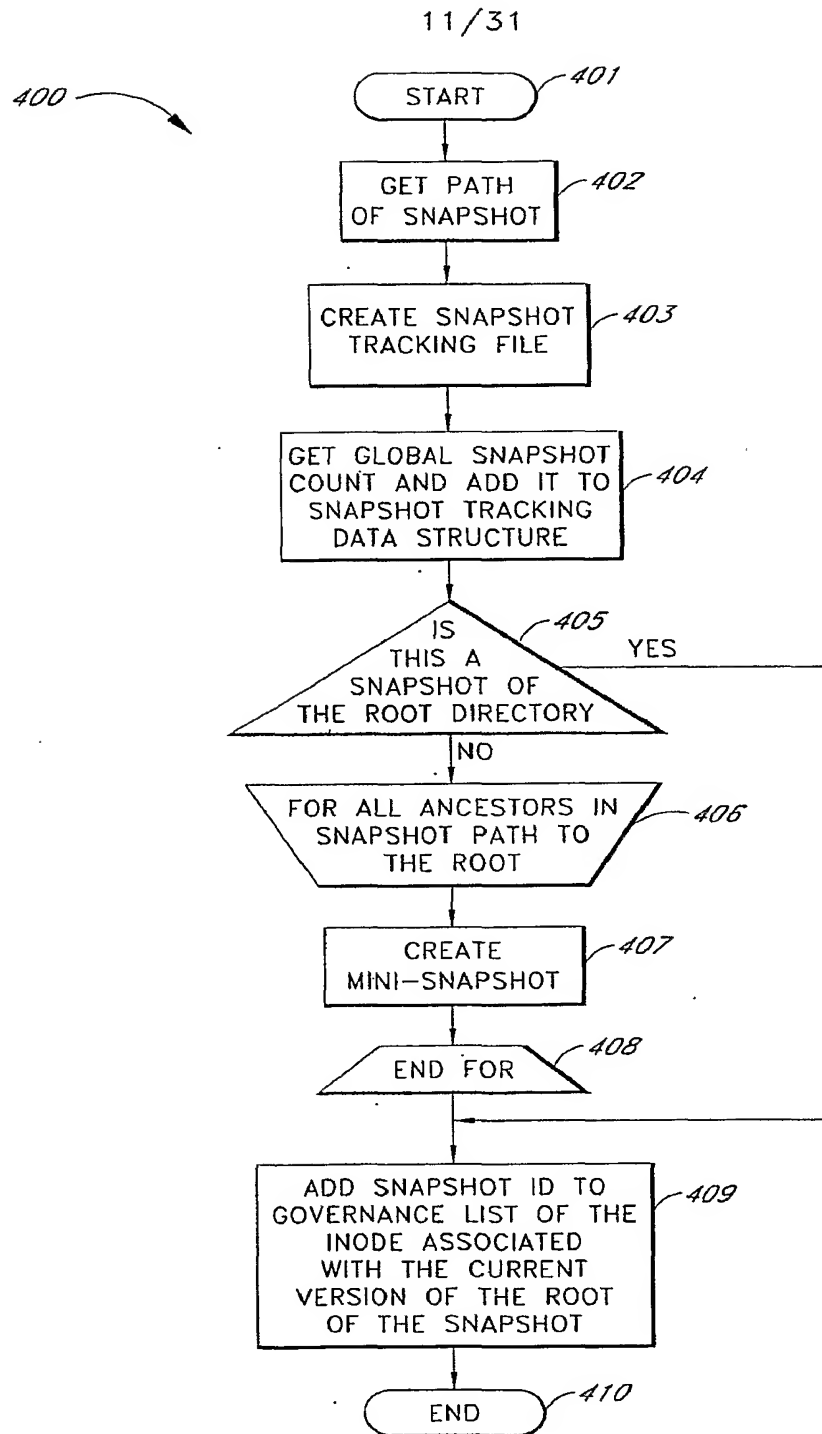 11/31
400
START
401
GET PATH
OF SNAPSHOT
402
CREATE SNAPSHOT
TRACKING FILE
403
GET GLOBAL SNAPSHOT
COUNT AND ADD IT TO
SNAPSHOT TRACKING
DATA STRUCTURE
404
IS
THIS A
SNAPSHOT OF
THE ROOT DIRECTORY
405
YES
NO
FOR ALL ANCESTORS IN
SNAPSHOT PATH TO
THE ROOT
406
CREATE
MINI-SNAPSHOT
407
END FOR
408
ADD SNAPSHOT ID TO
GOVERNANCE LIST OF THE
INODE ASSOCIATED
WITH THE CURRENT
VERSION OF THE ROOT
OF THE SNAPSHOT
409
END
410